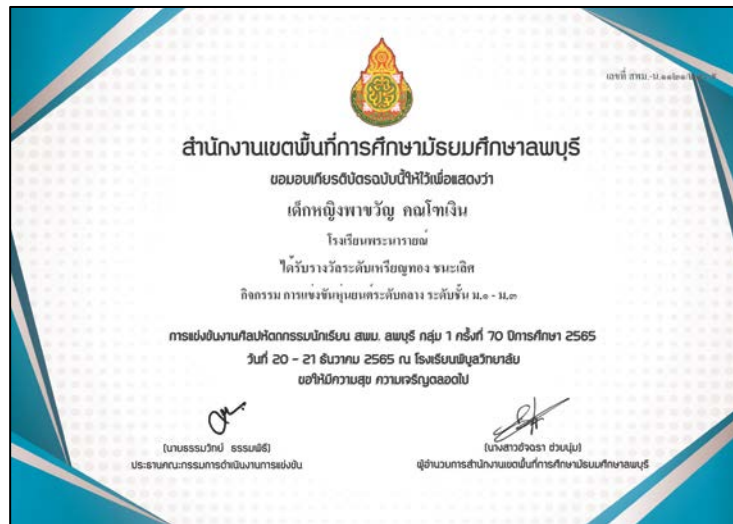 เลขที่ สพม.-ม.
สำนักงานเขตพื้นที่การศึกษามัธยมศึกษาลพบุรี
ขอมอบเกียรติบัตรฉบับนี้ให้ไว้เพื่อแสดงว่า
เด็กหญิงพาขวัญ คณโฑเงิน
โรงเรียนพระนารายณ์
ได้รับรางวัลระดับเหรียญทอง ชนะเลิศ
กิจกรรม การแข่งขันหุ่นยนต์ระดับกลาง ระดับชั้น ม.๑ - ม.๓
การแข่งขันงานศิลปหัตถกรรมนักเรียน สพม. ลพบุรี กลุ่ม 1 ครั้งที่ 70 ปีการศึกษา 2565
วันที่ 20 - 21 ธันวาคม 2565 ณ โรงเรียนพิบูลวิทยาลัย
ขอให้มีความสุข ความเจริญตลอดไป
(นายธรรมวิทย์ ธรรมพิธี)
ประธานคณะกรรมการดำเนินงานการแข่งขัน
(นางสาวอัจฉรา ช่วยนุ่ม)
ผู้อำนวยการสำนักงานเขตพื้นที่การศึกษามัธยมศึกษาลพบุรี